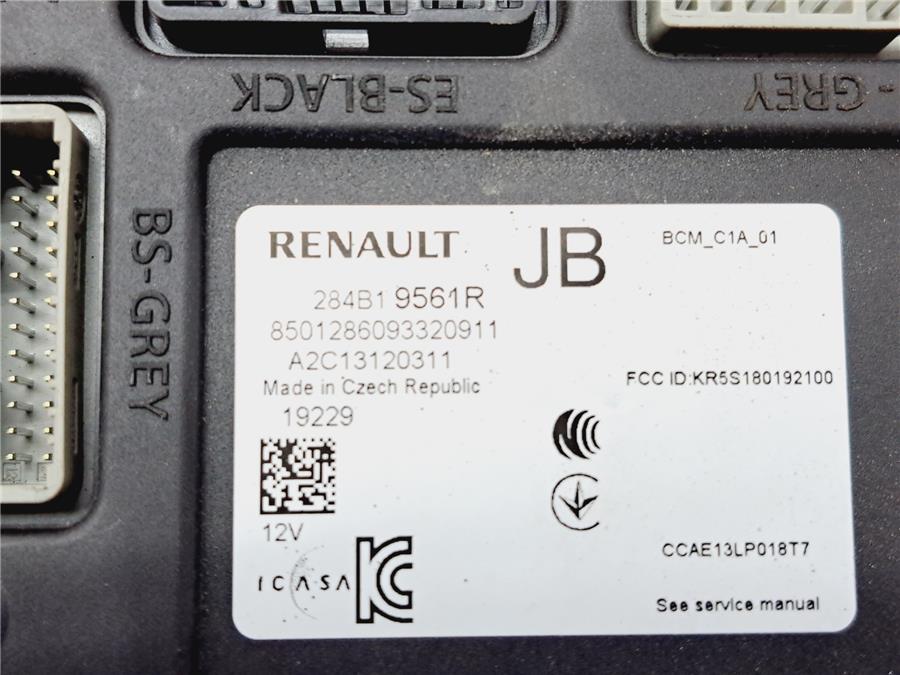 ES-BLACK
- GREY
BS-GREY
RENAULT
JB
BCM_C1A_01
284B1 9561R
8501286093320911
A2C13120311
Made in Czech Republic
19229
FCC ID:KR5S180192100
12V
ICASA
KC
CCAE13LP018T7
See service manual